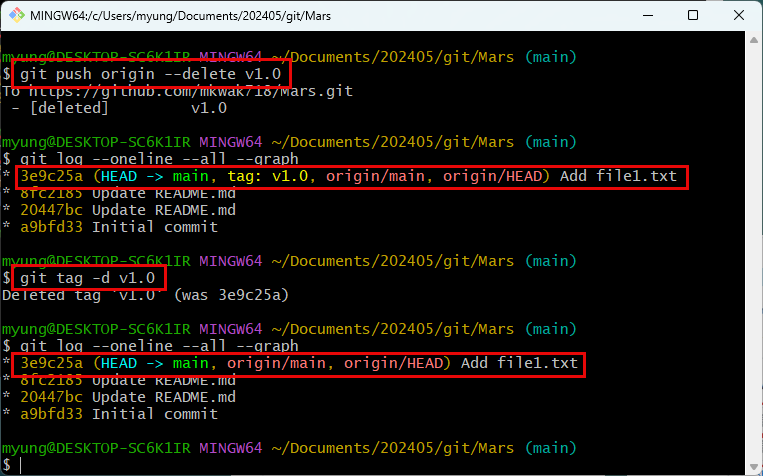 MINGW64:/c/Users/myung/Documents/202405/git/Mars
myung@DESKTOP-SC6K1IR MINGW64 ~/Documents/202405/git/Mars (main)
$ git push origin --delete v1.0
To https://github.com/mkwak718/Mars.git
 - [deleted]         v1.0
myung@DESKTOP-SC6K1IR MINGW64 ~/Documents/202405/git/Mars (main)
$ git log --oneline --all --graph
* 3e9c25a (HEAD -> main, tag: v1.0, origin/main, origin/HEAD) Add file1.txt
* 8fc2185 Update README.md
* 20447bc Update README.md
* a9bfd33 Initial commit
myung@DESKTOP-SC6K1IR MINGW64 ~/Documents/202405/git/Mars (main)
$ git tag -d v1.0
Deleted tag 'v1.0' (was 3e9c25a)
myung@DESKTOP-SC6K1IR MINGW64 ~/Documents/202405/git/Mars (main)
$ git log --oneline --all --graph
* 3e9c25a (HEAD -> main, origin/main, origin/HEAD) Add file1.txt
* 8fc2185 Update README.md
* 20447bc Update README.md
* a9bfd33 Initial commit
myung@DESKTOP-SC6K1IR MINGW64 ~/Documents/202405/git/Mars (main)
$